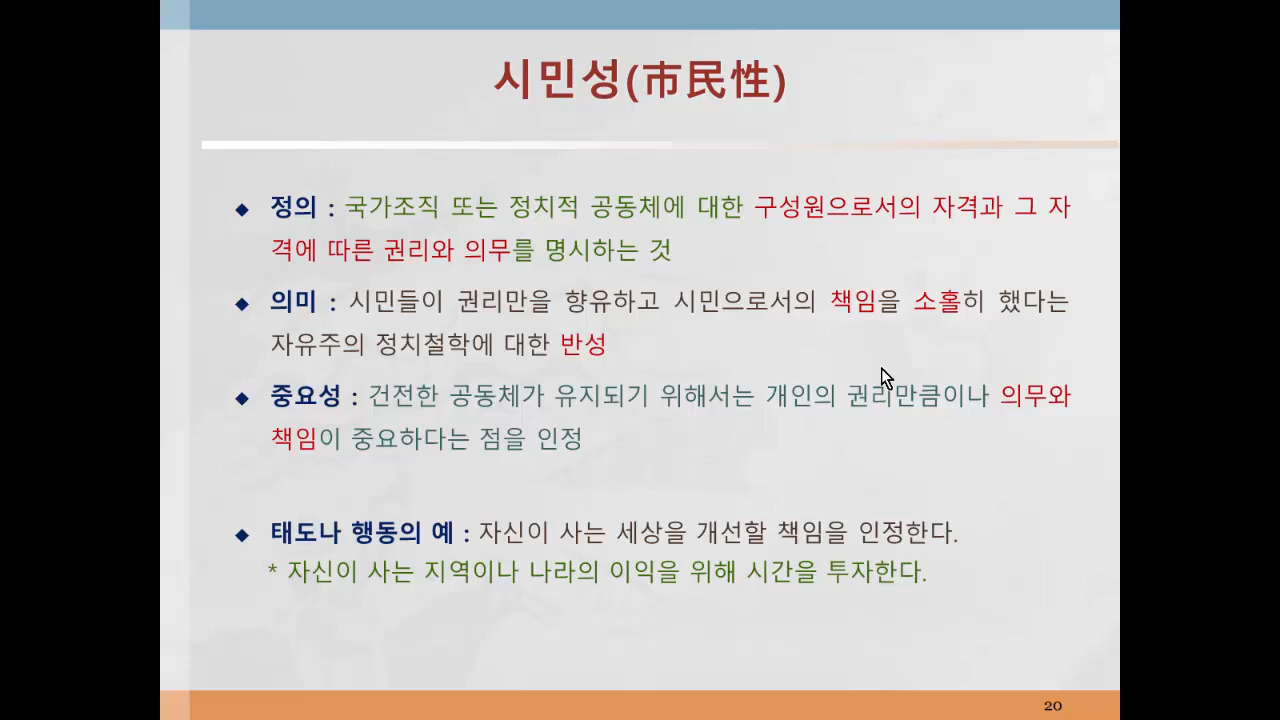 시민성(市民性)
◆ 정의 : 국가조직 또는 정치적 공동체에 대한 구성원으로서의 자격과 그 자
격에 따른 권리와 의무를 명시하는 것
◆ 의미 : 시민들이 권리만을 향유하고 시민으로서의 책임을 소홀히 했다는
자유주의 정치철학에 대한 반성
◆ 중요성 : 건전한 공동체가 유지되기 위해서는 개인의 권리만큼이나 의무와
책임이 중요하다는 점을 인정
◆ 태도나 행동의 예 : 자신이 사는 세상을 개선할 책임을 인정한다.
* 자신이 사는 지역이나 나라의 이익을 위해 시간을 투자한다.
20